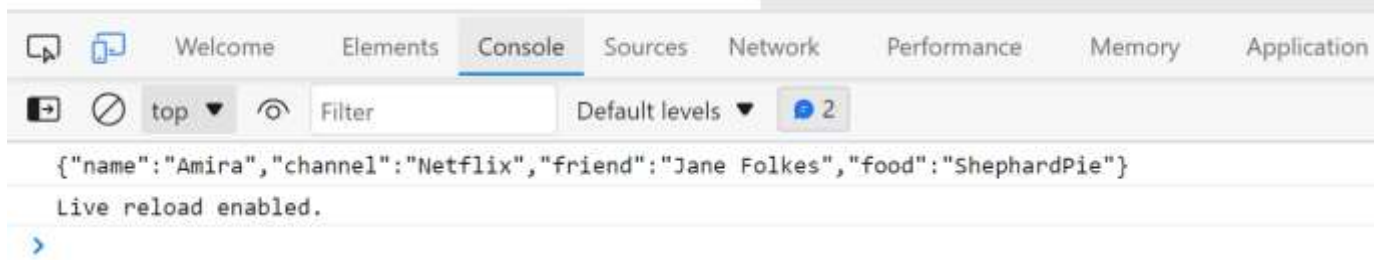 Welcome Elements Console Sources Network Performance Memory Application
top Filter Default levels 2
{"name":"Amira","channel":"Netflix","friend":"Jane Folkes","food":"ShephardPie"}
Live reload enabled.